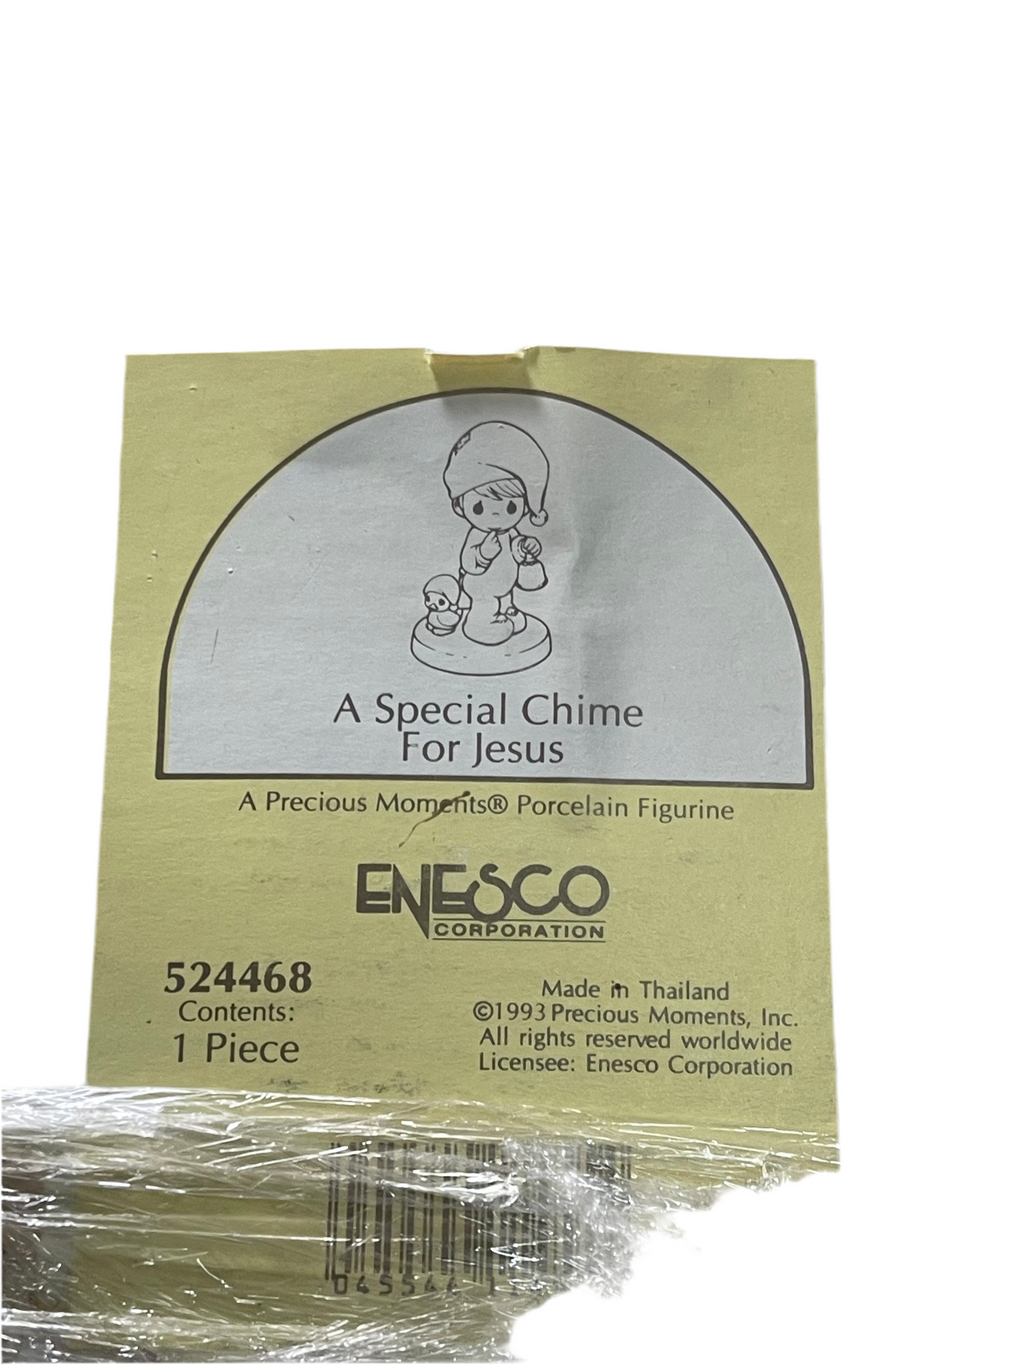 A Special Chime
For Jesus
A Precious Moments® Porcelain Figurine
ENESCO
CORPORATION
524468
Contents:
1 Piece
Made in Thailand
©1993 Precious Moments, Inc.
All rights reserved worldwide
Licensee: Enesco Corporation